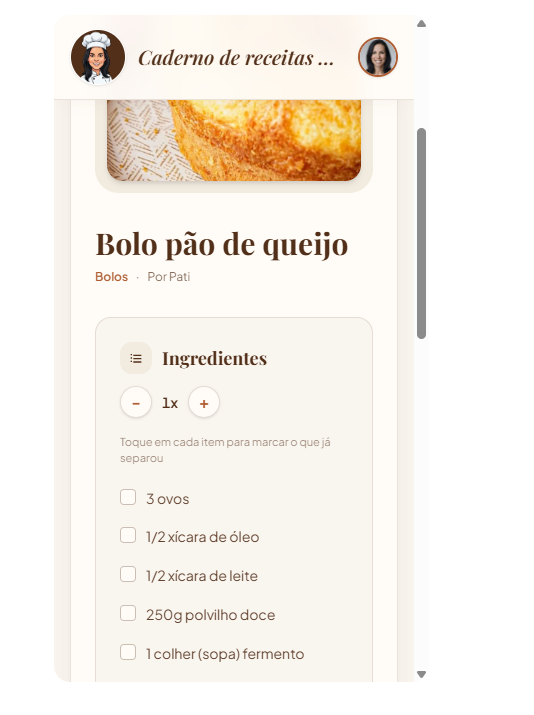 Caderno de receitas ...
Bolo pão de queijo
Bolos · Por Pati
Ingredientes
− 1x +
Toque em cada item para marcar o que já
separou
3 ovos
1/2 xícara de óleo
1/2 xícara de leite
250g polvilho doce
1 colher (sopa) fermento